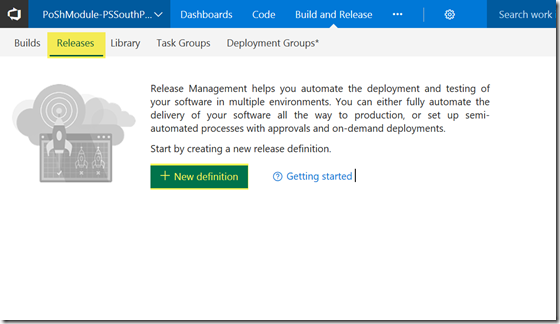 PoShModule-PSSouthP... Dashboards Code Build and Release ••• Search work
Builds Releases Library Task Groups Deployment Groups*
Release Management helps you automate the deployment and testing of
your software in multiple environments. You can either fully automate the
delivery of your software all the way to production, or set up semi-
automated processes with approvals and on-demand deployments.
Start by creating a new release definition.
+ New definition ? Getting started